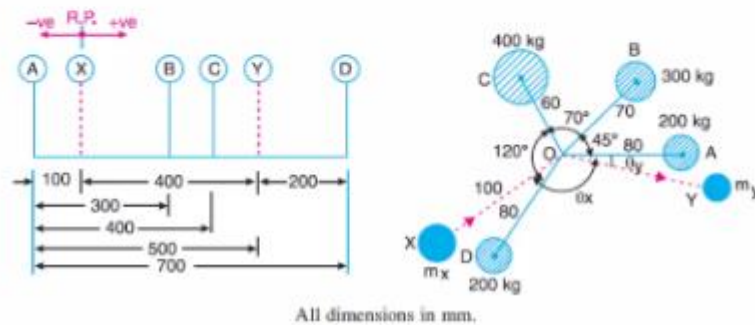 –ve R.P. +ve
A X B C Y D
100 400 200
300
400
500
700
400 kg
C
B
300 kg
60
70° 70
200 kg
120° O 45° 80
A
θy
100
80
θx
Y my
X
mx
D
200 kg
All dimensions in mm.